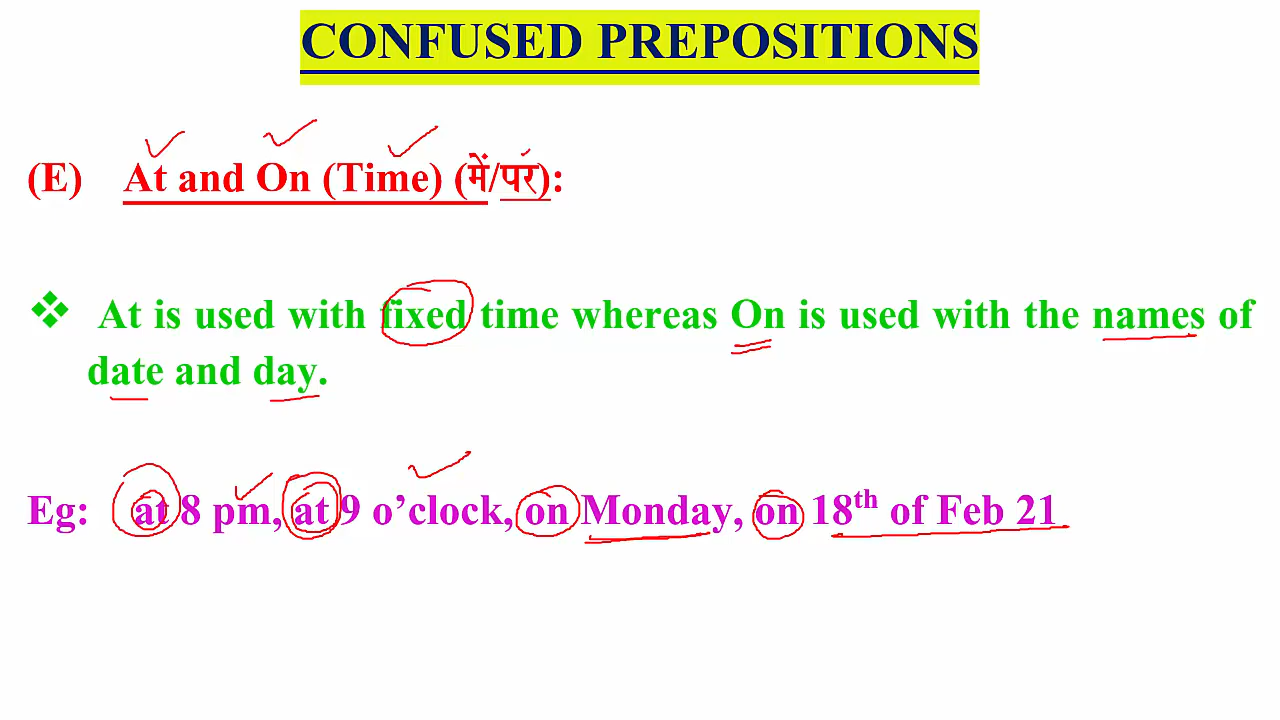 CONFUSED PREPOSITIONS
(E) At and On (Time) (में/पर):
❖ At is used with fixed time whereas On is used with the names of
date and day.
Eg: at 8 pm, at 9 o’clock, on Monday, on 18th of Feb 21